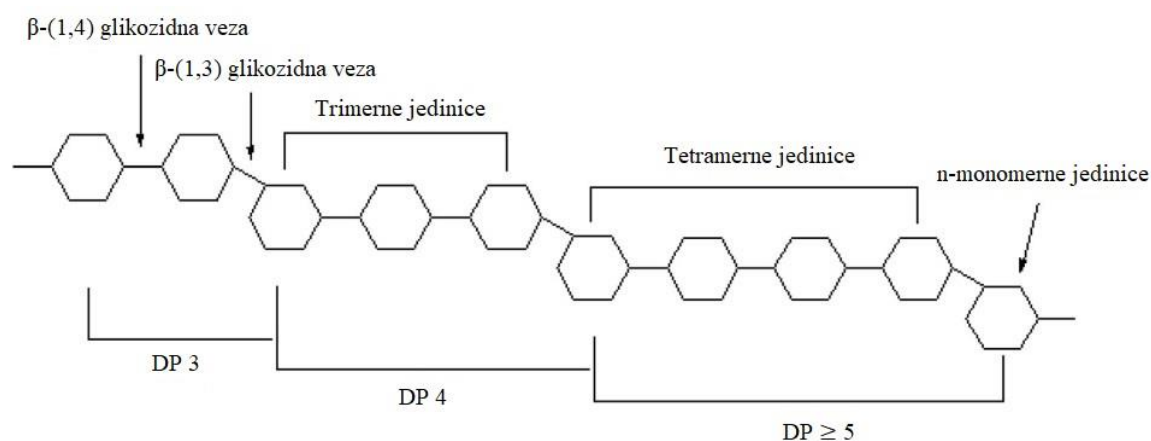 β-(1,4) glikozidna veza
β-(1,3) glikozidna veza
Trimerne jedinice
Tetramerne jedinice
n-monomerne jedinice
DP 3
DP 4
DP ≥ 5